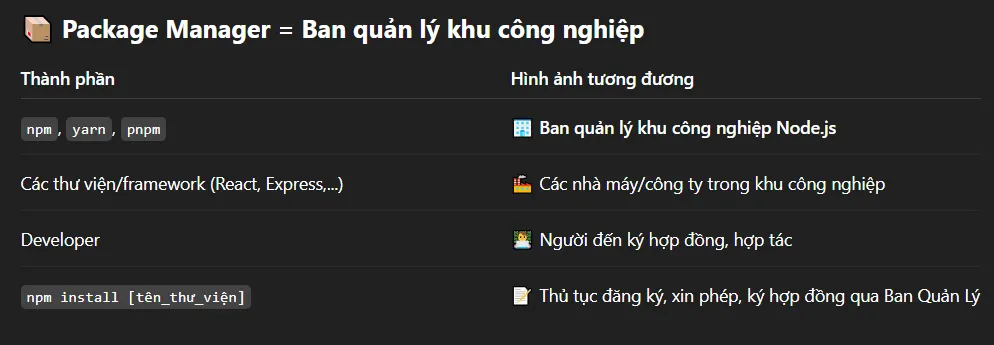 📦 Package Manager = Ban quản lý khu công nghiệp
Thành phần Hình ảnh tương đương
npm, yarn, pnpm 🏢 Ban quản lý khu công nghiệp Node.js
Các thư viện/framework (React, Express,...) 🏭 Các nhà máy/công ty trong khu công nghiệp
Developer 🧑‍💻 Người đến ký hợp đồng, hợp tác
npm install [tên_thư_viện] 📝 Thủ tục đăng ký, xin phép, ký hợp đồng qua Ban Quản Lý